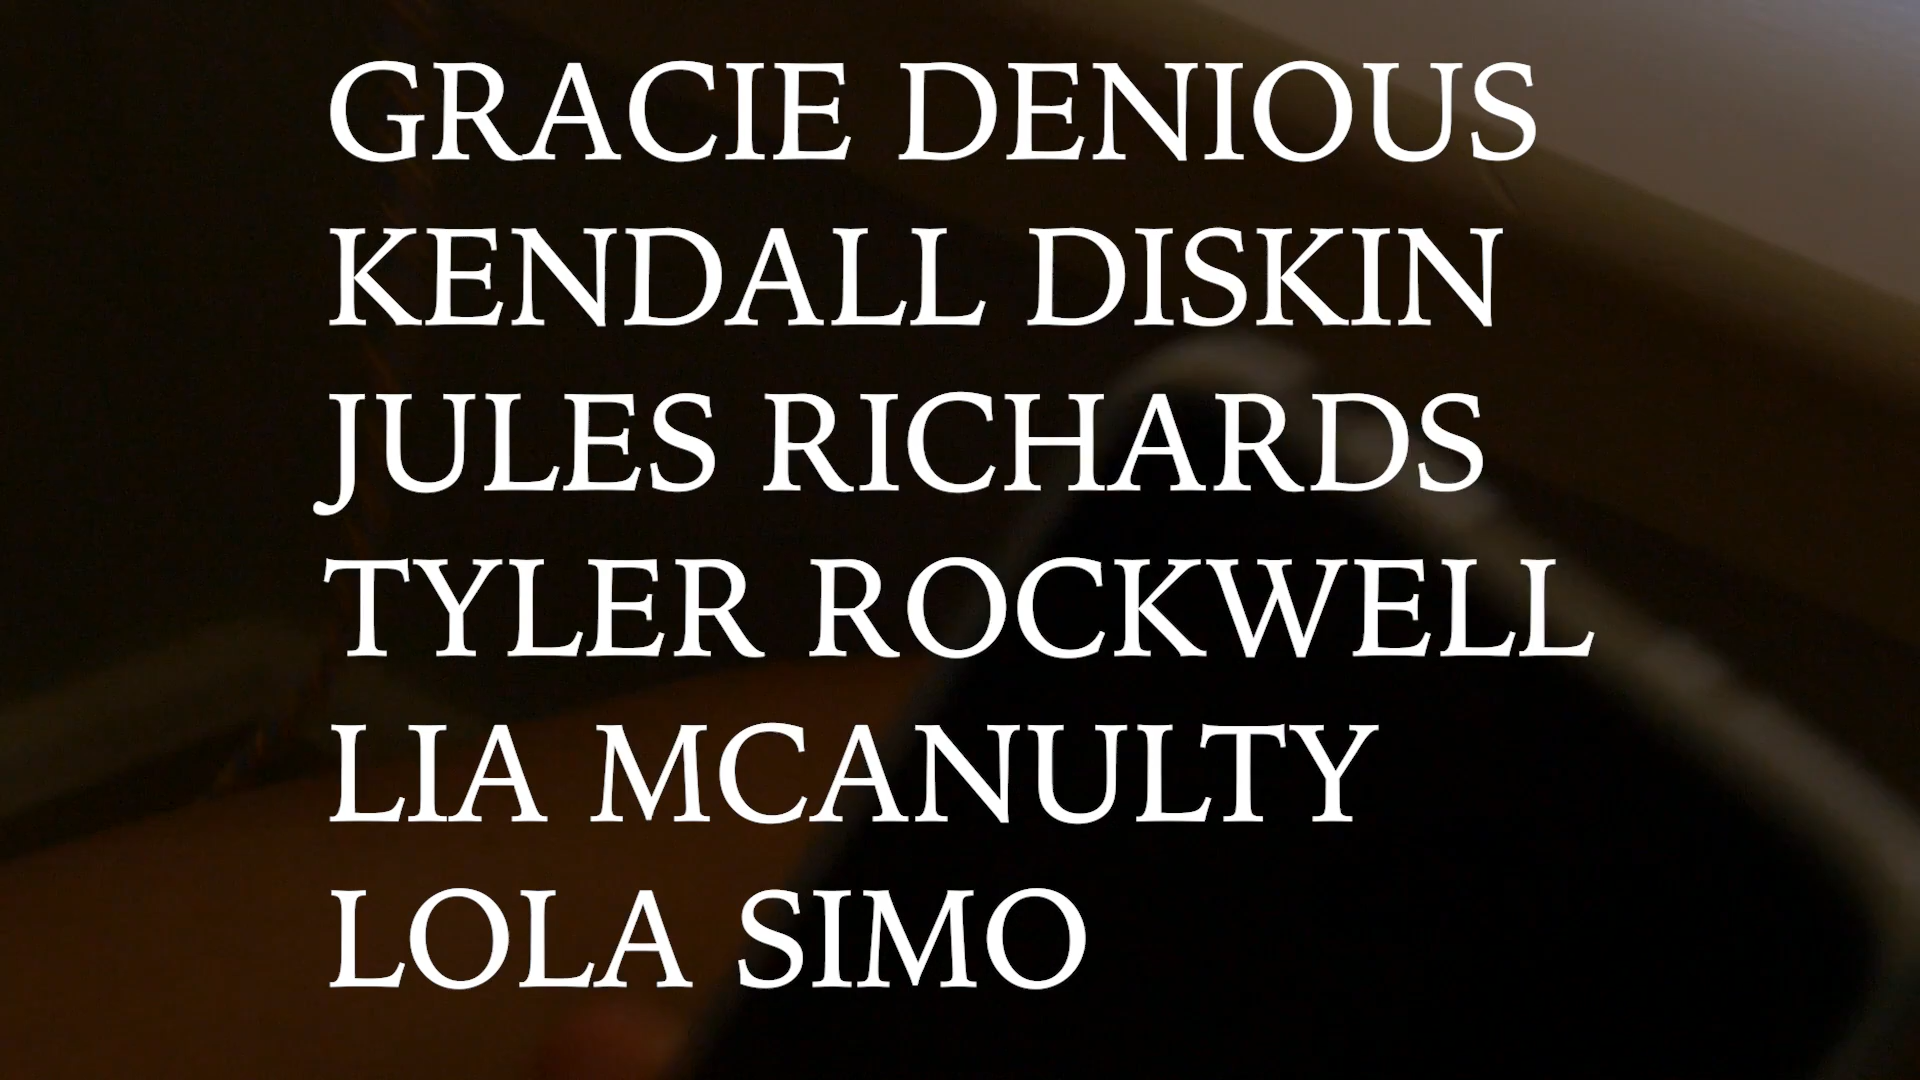 GRACIE DENIOUS
KENDALL DISKIN
JULES RICHARDS
TYLER ROCKWELL
LIA MCANULTY
LOLA SIMO